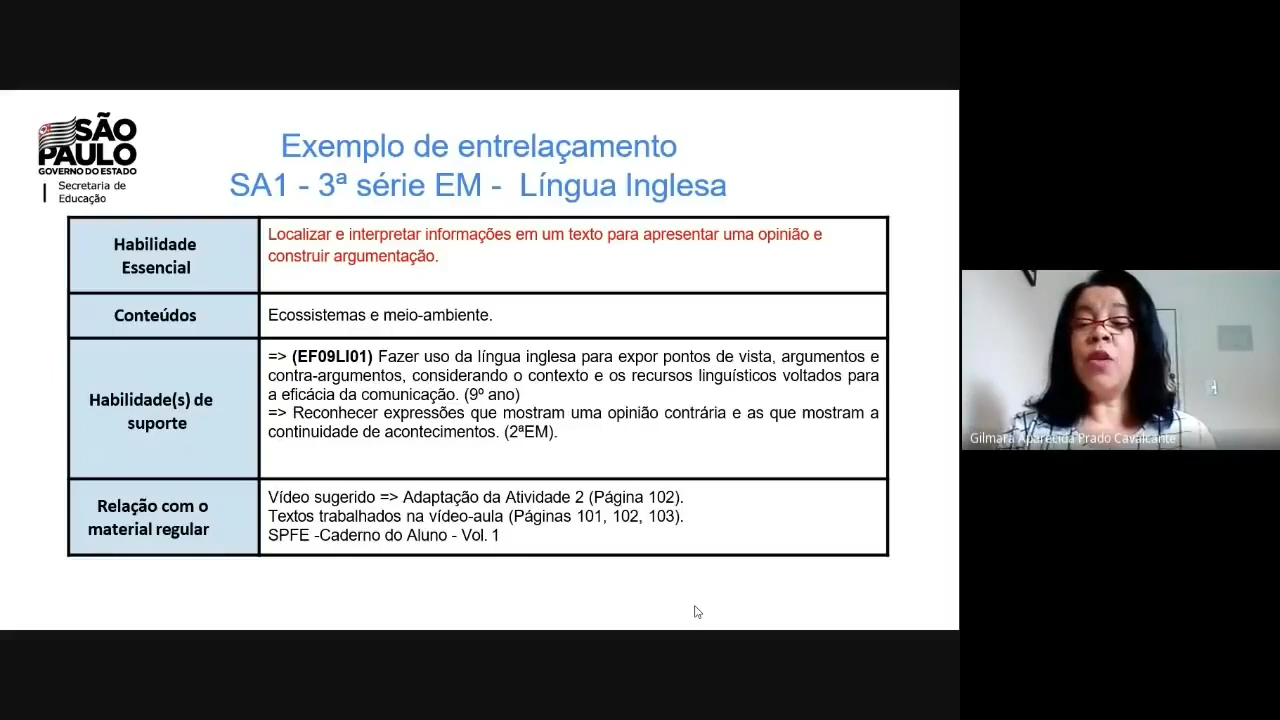 SÃO
PAULO
GOVERNO DO ESTADO
Secretaria de
Educação
Exemplo de entrelaçamento
SA1 - 3ª série EM - Língua Inglesa
Habilidade
Essencial
Localizar e interpretar informações em um texto para apresentar uma opinião e
construir argumentação.
Conteúdos
Ecossistemas e meio-ambiente.
Habilidade(s) de
suporte
=> (EF09LI01) Fazer uso da língua inglesa para expor pontos de vista, argumentos e
contra-argumentos, considerando o contexto e os recursos linguísticos voltados para
a eficácia da comunicação. (9º ano)
=> Reconhecer expressões que mostram uma opinião contrária e as que mostram a
continuidade de acontecimentos. (2ªEM).
Relação com o
material regular
Vídeo sugerido => Adaptação da Atividade 2 (Página 102).
Textos trabalhados na vídeo-aula (Páginas 101, 102, 103).
SPFE -Caderno do Aluno - Vol. 1
Gilmara Aparecida Prado Cavalcante